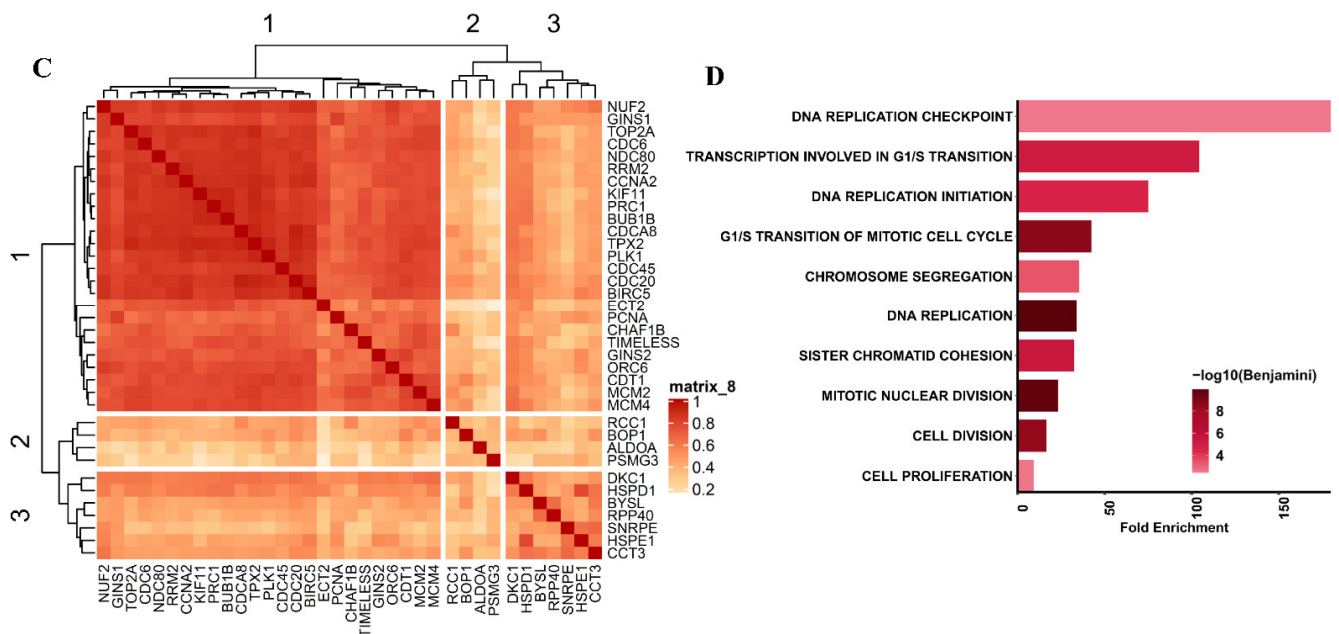 C
1 2 3
1
2
3
NUF2
GINS1
TOP2A
CDC6
NDC80
RRM2
CCNA2
KIF11
PRC1
BUB1B
CDCA8
TPX2
PLK1
CDC45
CDC20
BIRC5
ECT2
PCNA
CHAF1B
TIMELESS
GINS2
ORC6
CDT1
MCM2
MCM4
RCC1
BOP1
ALDOA
PSMG3
DKC1
HSPD1
BYSL
RPP40
SNRPE
HSPE1
CCT3
NUF2
GINS1
TOP2A
CDC6
NDC80
RRM2
CCNA2
KIF11
PRC1
BUB1B
CDCA8
TPX2
PLK1
CDC45
CDC20
BIRC5
ECT2
PCNA
CHAF1B
TIMELESS
GINS2
ORC6
CDT1
MCM2
MCM4
RCC1
BOP1
ALDOA
PSMG3
DKC1
HSPD1
BYSL
RPP40
SNRPE
HSPE1
CCT3
matrix_8
1
0.8
0.6
0.4
0.2
D
DNA REPLICATION CHECKPOINT
TRANSCRIPTION INVOLVED IN G1/S TRANSITION
DNA REPLICATION INITIATION
G1/S TRANSITION OF MITOTIC CELL CYCLE
CHROMOSOME SEGREGATION
DNA REPLICATION
SISTER CHROMATID COHESION
MITOTIC NUCLEAR DIVISION
CELL DIVISION
CELL PROLIFERATION
0
50
100
150
Fold Enrichment
−log10(Benjamini)
8
6
4